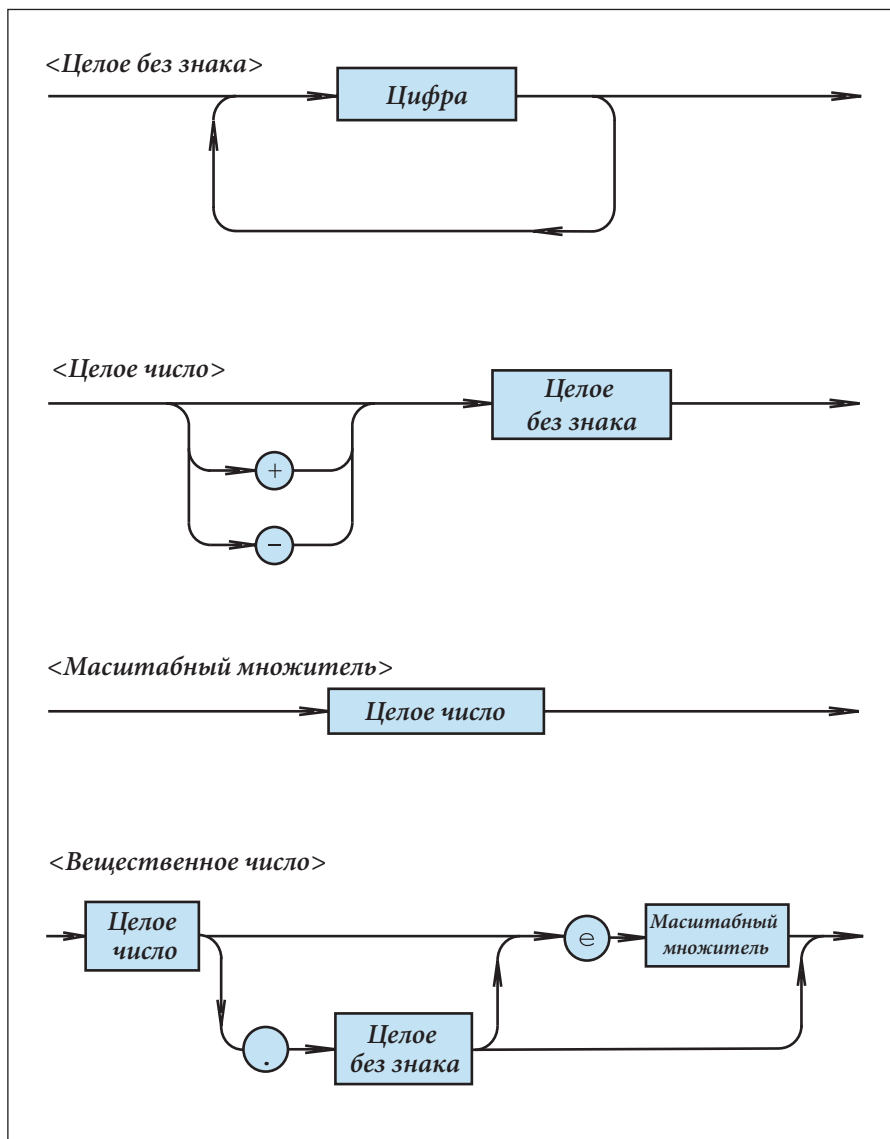 <Целое без знака>
Цифра
<Целое число>
Целое
без знака
+
−
<Масштабный множитель>
Целое число
<Вещественное число>
Целое
число
e
Масштабный
множитель
.
Целое
без знака